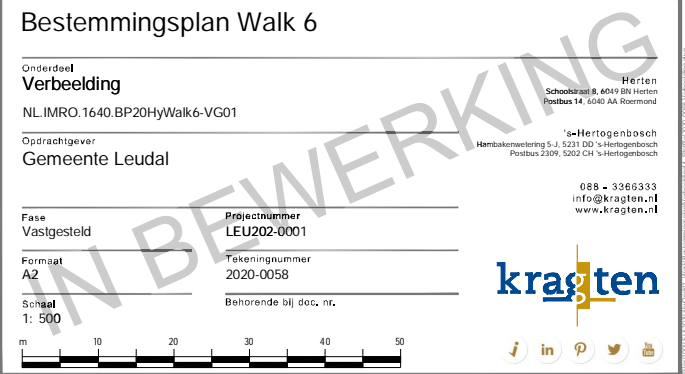 Bestemmingsplan Walk 6
Onderdeel
Verbeelding
NL.IMRO.1640.BP20HyWalk6-VG01
Opdrachtgever
Gemeente Leudal
Fase
Vastgesteld
Projectnummer
LEU202-0001
Formaat
A2
Tekeningnummer
2020-0058
Schaal
1: 500
Behorende bij doc. nr.
m 10 20 30 40 50
Herten
Schoolstraat 8, 6049 BN Herten
Postbus 14, 6040 AA Roermond
's-Hertogenbosch
Hambakenwetering 5-J, 5231 DD 's-Hertogenbosch
Postbus 2309, 5202 CH 's-Hertogenbosch
088 - 3366333
info@kragten.nl
www.kragten.nl
kragten
i in P You Tube
IN BEWERKING